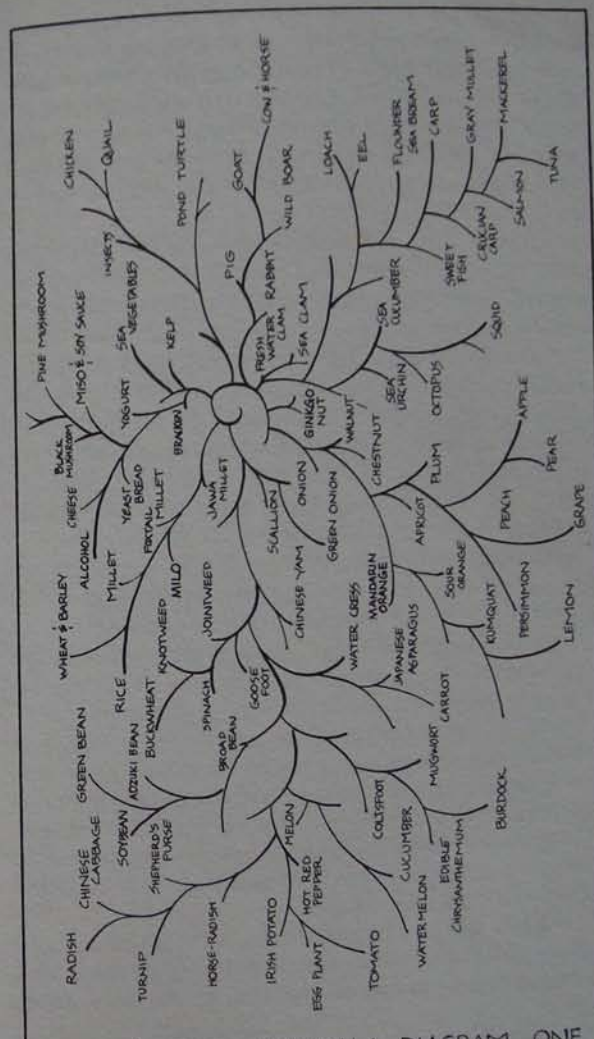 RADISH
CHINESE
CABBAGE
TURNIP
SHEPHERD'S
PURSE
HORSE-RADISH
GREEN BEAN
SOYBEAN
ADZUKI BEAN
BROAD
BEAN
WHEAT & BARLEY
RICE
BUCKWHEAT
KNOTWEED
SPINACH
JOINTWEED
GOOSE
FOOT
ALCOHOL
MILLET
MILO
FOXTAIL
MILLET
JAWA
MILLET
CHEESE
YEAST
BREAD
BLACK
MUSHROOM
PINE MUSHROOM
MISO & SOY SAUCE
YOGURT
SEA
VEGETABLES
KELP
INSECTS
CHICKEN
QUAIL
POND TURTLE
PIG
GOAT
COW & HORSE
WILD BOAR
RABBIT
FRESH
WATER
CLAM
SEA CLAM
LOACH
EEL
FLOUNDER
SEA BREAM
CARP
GRAY MULLET
MACKEREL
TUNA
SALMON
CRUCIAN
CARP
SWEET
FISH
SEA
CUCUMBER
SEA
URCHIN
OCTOPUS
SQUID
GINKGO
NUT
WALNUT
CHESTNUT
PLUM
APRICOT
APPLE
PEAR
PEACH
GRAPE
PERSIMMON
MANDARIN
ORANGE
SOUR
ORANGE
KUMQUAT
LEMON
SCALLION
ONION
GREEN ONION
CHINESE YAM
WATER CRESS
JAPANESE
ASPARAGUS
CARROT
COLTSFOOT
MUGWORT
BURDOCK
EDIBLE
CHRYSANTHEMUM
MELON
CUCUMBER
WATERMELON
IRISH POTATO
HOT RED
PEPPER
EGG PLANT
TOMATO
DIAGRAM ONE